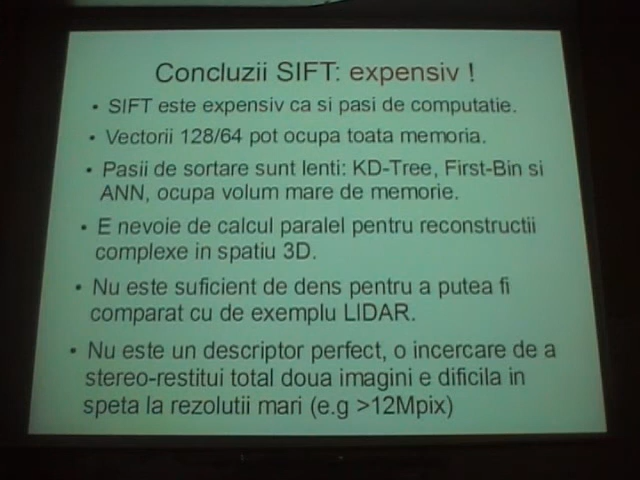 Concluzii SIFT: expensiv !
• SIFT este expensiv ca si pasi de computatie.
• Vectorii 128/64 pot ocupa toata memoria.
• Pasii de sortare sunt lenti: KD-Tree, First-Bin si
ANN, ocupa volum mare de memorie.
• E nevoie de calcul paralel pentru reconstructii
complexe in spatiu 3D.
• Nu este suficient de dens pentru a putea fi
comparat cu de exemplu LIDAR.
• Nu este un descriptor perfect, o incercare de a
stereo-restitui total doua imagini e dificila in
speta la rezolutii mari (e.g >12Mpix)